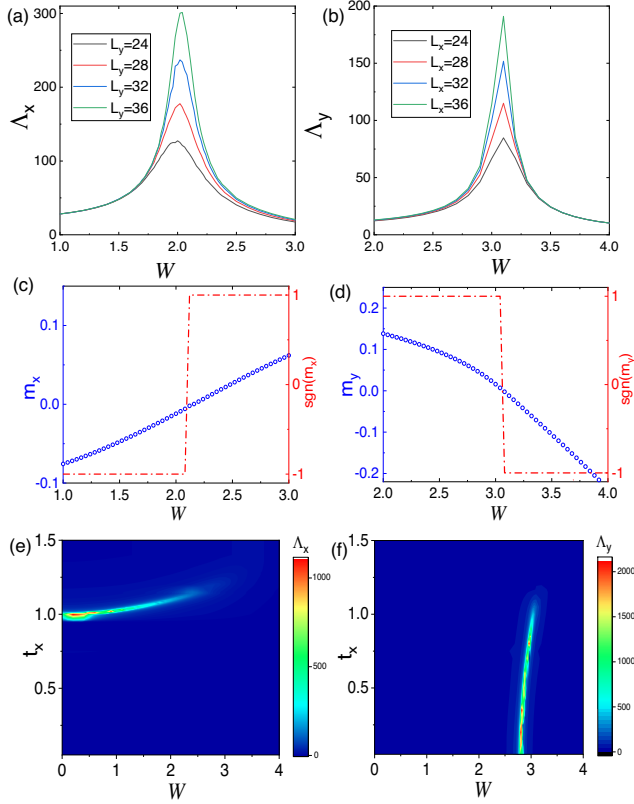 (a)
300
200
100
0
Λx
Ly=24
Ly=28
Ly=32
Ly=36
1.0 1.5 2.0 2.5 3.0
W
(b)
200
150
100
50
0
Λy
Lx=24
Lx=28
Lx=32
Lx=36
2.0 2.5 3.0 3.5 4.0
W
(c)
0.1
0.0
-0.1
mx
1
0
-1
sgn(mx)
1.0 1.5 2.0 2.5 3.0
W
(d)
0.2
0.1
0.0
-0.1
-0.2
my
1
0
-1
sgn(my)
2.0 2.5 3.0 3.5 4.0
W
(e)
1.5
1.0
0.5
tx
0 1 2 3 4
W
Λx
1000
500
0
(f)
1.5
1.0
0.5
tx
0 1 2 3 4
W
Λy
2000
1500
1000
500
0